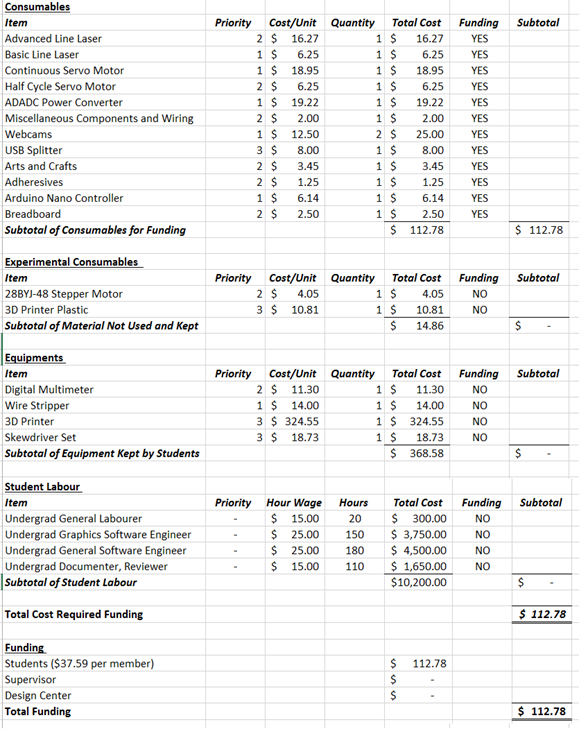 Consumables
Item Priority Cost/Unit Quantity Total Cost Funding Subtotal
Advanced Line Laser 2 $ 16.27 1 $ 16.27 YES
Basic Line Laser 1 $ 6.25 1 $ 6.25 YES
Continuous Servo Motor 1 $ 18.95 1 $ 18.95 YES
Half Cycle Servo Motor 2 $ 6.25 1 $ 6.25 YES
ADADC Power Converter 1 $ 19.22 1 $ 19.22 YES
Miscellaneous Components and Wiring 2 $ 2.00 1 $ 2.00 YES
Webcams 1 $ 12.50 2 $ 25.00 YES
USB Splitter 3 $ 8.00 1 $ 8.00 YES
Arts and Crafts 2 $ 3.45 1 $ 3.45 YES
Adheresives 2 $ 1.25 1 $ 1.25 YES
Arduino Nano Controller 1 $ 6.14 1 $ 6.14 YES
Breadboard 2 $ 2.50 1 $ 2.50 YES
Subtotal of Consumables for Funding $ 112.78 $ 112.78
Experimental Consumables
Item Priority Cost/Unit Quantity Total Cost Funding Subtotal
28BYJ-48 Stepper Motor 2 $ 4.05 1 $ 4.05 NO
3D Printer Plastic 3 $ 10.81 1 $ 10.81 NO
Subtotal of Material Not Used and Kept $ 14.86 $ -
Equipments
Item Priority Cost/Unit Quantity Total Cost Funding Subtotal
Digital Multimeter 2 $ 11.30 1 $ 11.30 NO
Wire Stripper 1 $ 14.00 1 $ 14.00 NO
3D Printer 3 $ 324.55 1 $ 324.55 NO
Skewdriver Set 3 $ 18.73 1 $ 18.73 NO
Subtotal of Equipment Kept by Students $ 368.58 $ -
Student Labour
Item Priority Hour Wage Hours Total Cost Funding Subtotal
Undergrad General Labourer - $ 15.00 20 $ 300.00 NO
Undergrad Graphics Software Engineer - $ 25.00 150 $ 3,750.00 NO
Undergrad General Software Engineer - $ 25.00 180 $ 4,500.00 NO
Undergrad Documenter, Reviewer - $ 15.00 110 $ 1,650.00 NO
Subtotal of Student Labour $10,200.00 $ -
Total Cost Required Funding $ 112.78
Funding
Students ($37.59 per member) $ 112.78
Supervisor $ -
Design Center $ -
Total Funding $ 112.78